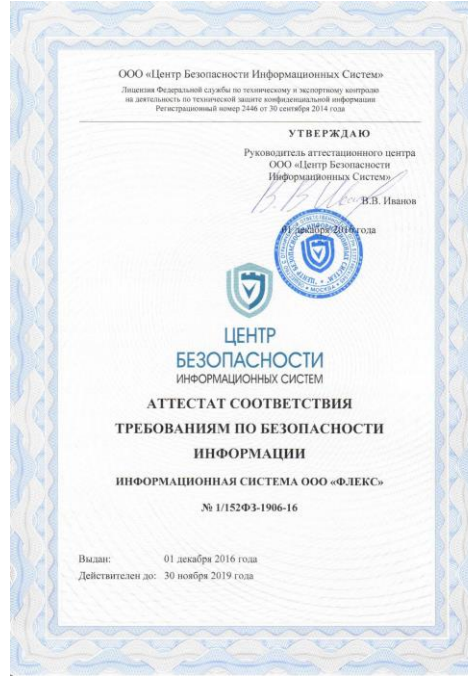 ООО «Центр Безопасности Информационных Систем»
Лицензия Федеральной службы по техническому и экспортному контролю
на деятельность по технической защите конфиденциальной информации
Регистрационный номер 2446 от 30 сентября 2014 года
УТВЕРЖДАЮ
Руководитель аттестационного центра
ООО «Центр Безопасности
Информационных Систем»
В.В. Иванов
01 декабря 2016 года
МОСКВА
ЦЕНТР
БЕЗОПАСНОСТИ
ИНФОРМАЦИОННЫХ СИСТЕМ
АТТЕСТАТ СООТВЕТСТВИЯ
ТРЕБОВАНИЯМ ПО БЕЗОПАСНОСТИ
ИНФОРМАЦИИ
ИНФОРМАЦИОННАЯ СИСТЕМА ООО «ФЛЕКС»
№ 1/152ФЗ-1906-16
Выдан: 01 декабря 2016 года
Действителен до: 30 ноября 2019 года